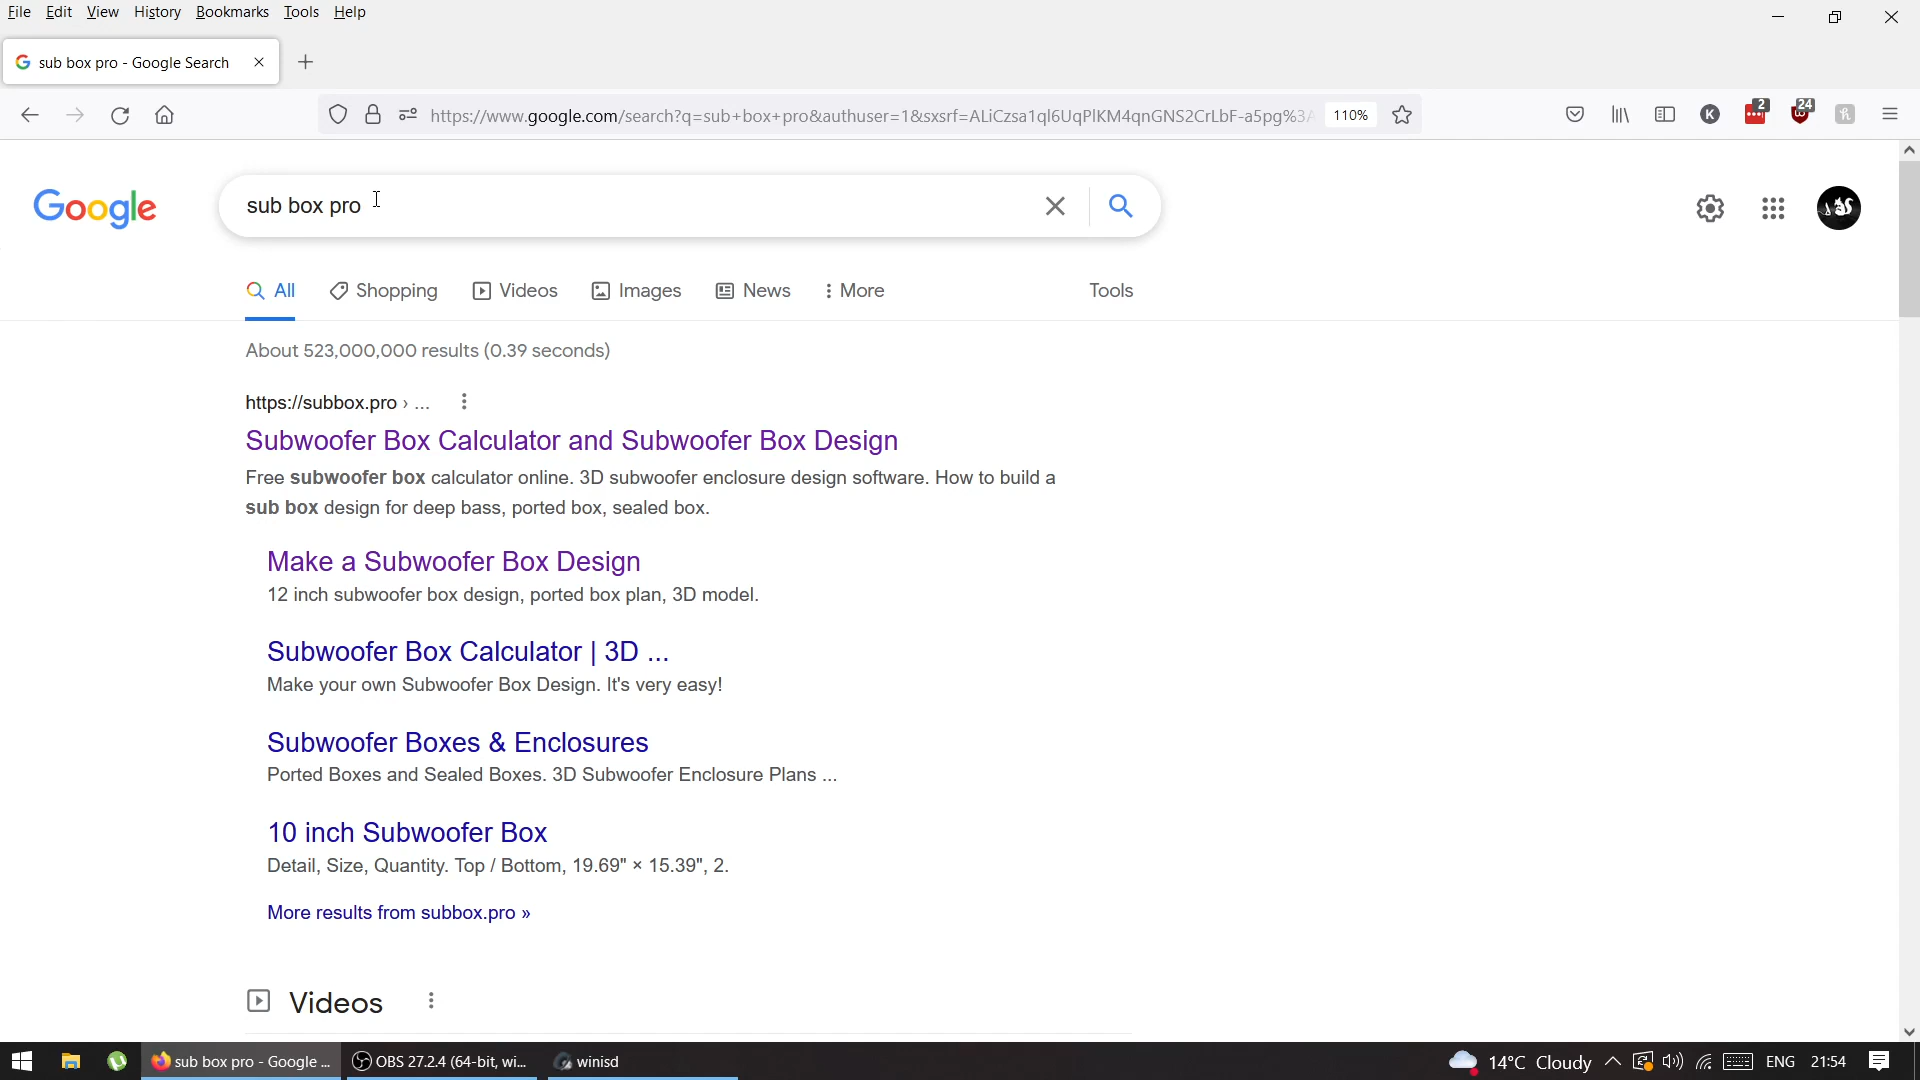 File Edit View History Bookmarks Tools Help
sub box pro - Google Search
https://www.google.com/search?q=sub+box+pro&authuser=1&sxsrf=ALiCzsa1ql6UqPlKM4qnGNS2CrLbF-a5pg%3A 110% 2 K 24
Google sub box pro
All Shopping Videos Images News More Tools
About 523,000,000 results (0.39 seconds)
https://subbox.pro › ...
Subwoofer Box Calculator and Subwoofer Box Design
Free subwoofer box calculator online. 3D subwoofer enclosure design software. How to build a
sub box design for deep bass, ported box, sealed box.
Make a Subwoofer Box Design
12 inch subwoofer box design, ported box plan, 3D model.
Subwoofer Box Calculator | 3D ...
Make your own Subwoofer Box Design. It's very easy!
Subwoofer Boxes & Enclosures
Ported Boxes and Sealed Boxes. 3D Subwoofer Enclosure Plans ...
10 inch Subwoofer Box
Detail, Size, Quantity. Top / Bottom, 19.69" × 15.39", 2.
More results from subbox.pro »
Videos
sub box pro - Google ... OBS 27.2.4 (64-bit, wi... winisd 14°C Cloudy ENG 21:54